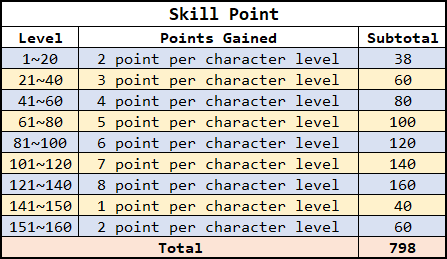 Skill Point
Level Points Gained Subtotal
1~20 2 point per character level 38
21~40 3 point per character level 60
41~60 4 point per character level 80
61~80 5 point per character level 100
81~100 6 point per character level 120
101~120 7 point per character level 140
121~140 8 point per character level 160
141~150 1 point per character level 40
151~160 2 point per character level 60
Total 798